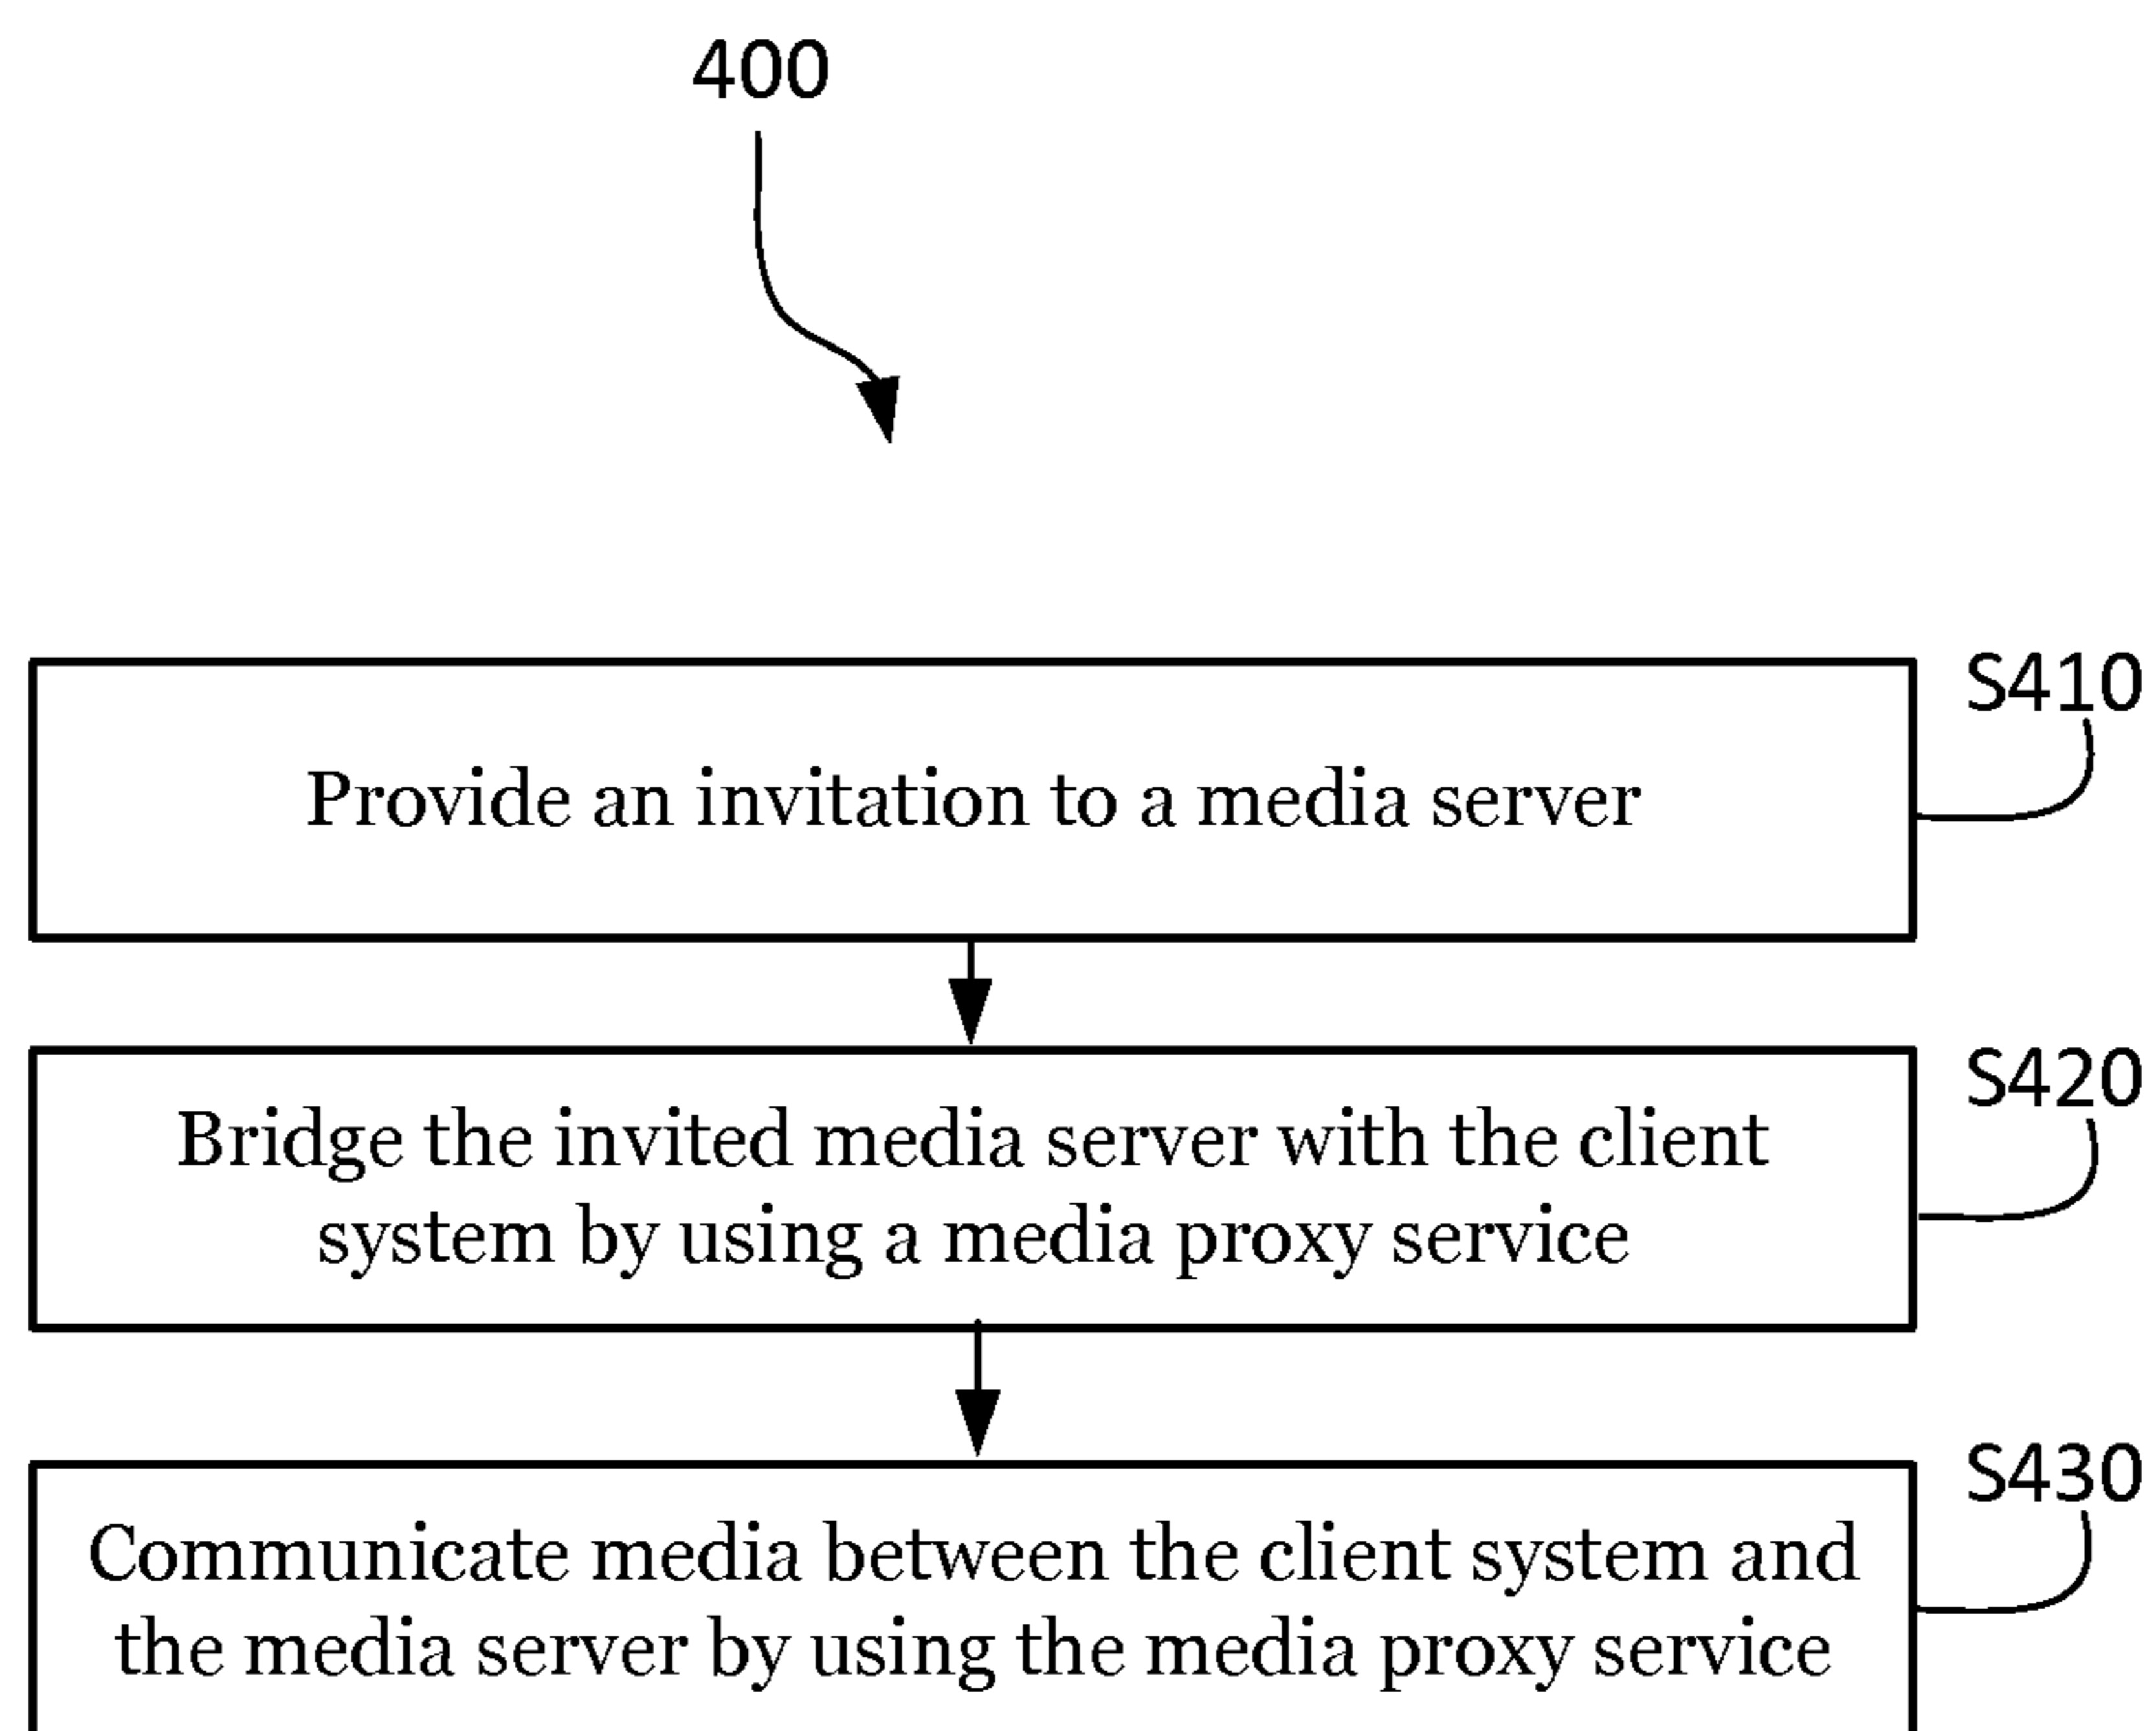 400
S410
Provide an invitation to a media server
S420
Bridge the invited media server with the client
system by using a media proxy service
S430
Communicate media between the client system and
the media server by using the media proxy service